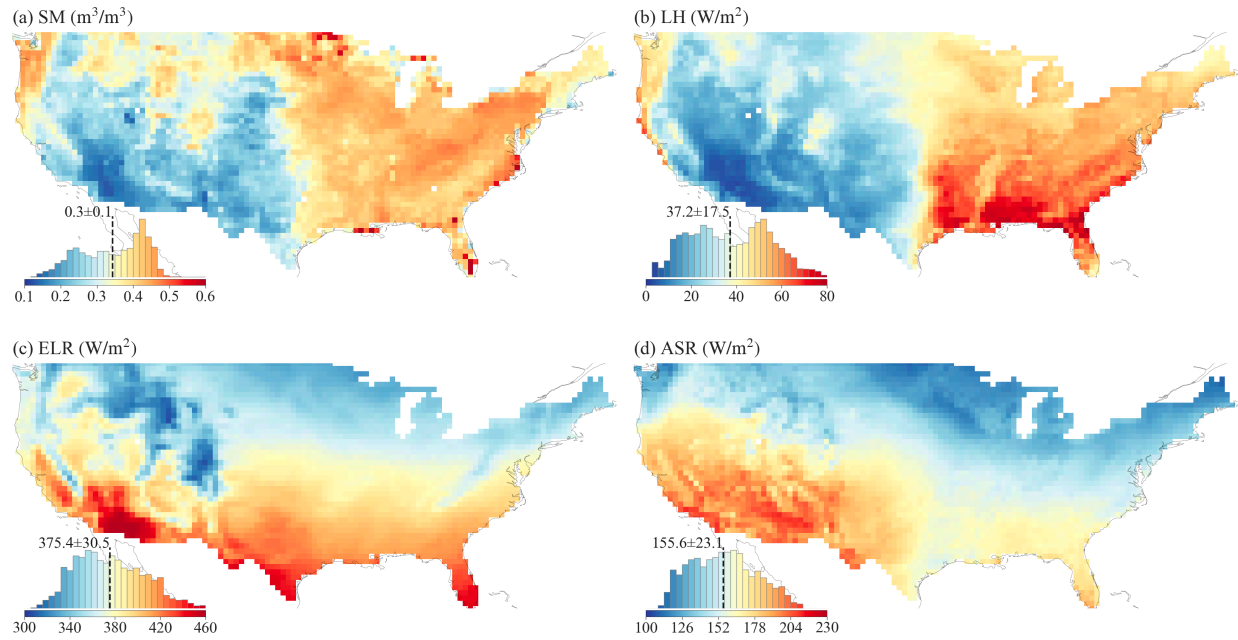 (a) SM (m³/m³)
(b) LH (W/m²)
0.3±0.1
37.2±17.5
0.1 0.2 0.3 0.4 0.5 0.6
0 20 40 60 80
(c) ELR (W/m²)
(d) ASR (W/m²)
375.4±30.5
155.6±23.1
300 340 380 420 460
100 126 152 178 204 230